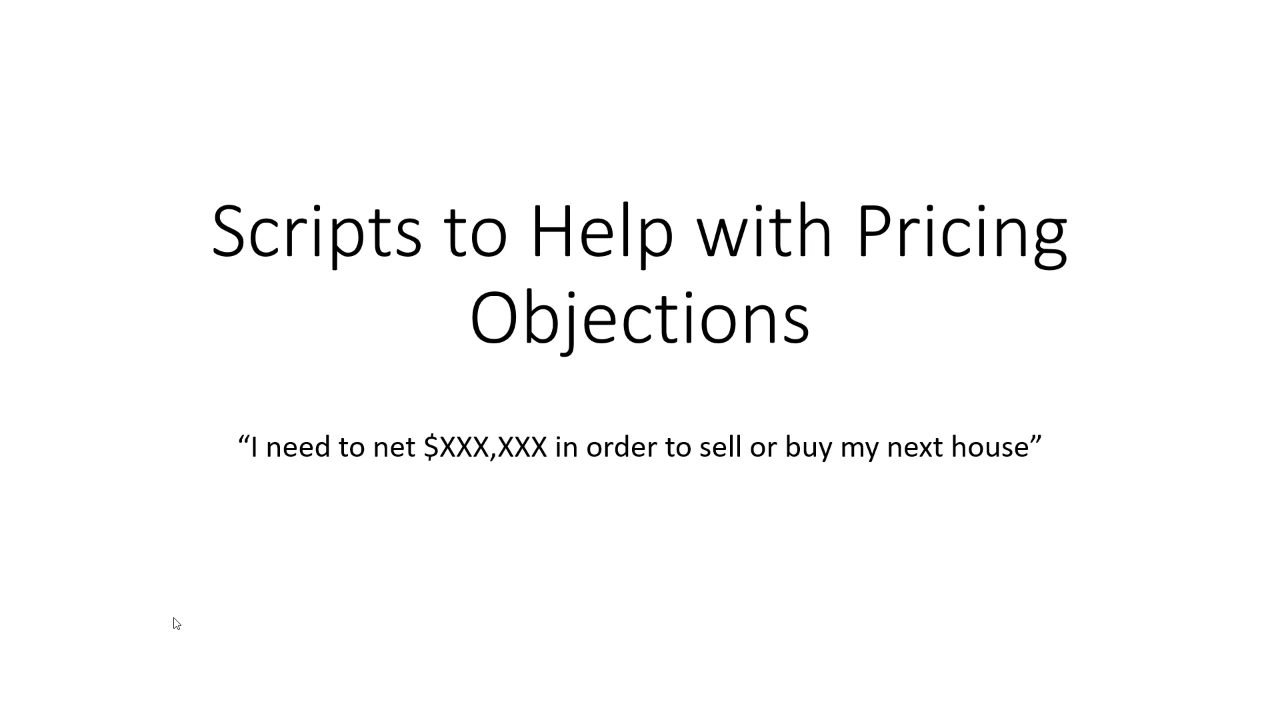 Scripts to Help with Pricing
Objections
“I need to net $XXX,XXX in order to sell or buy my next house”